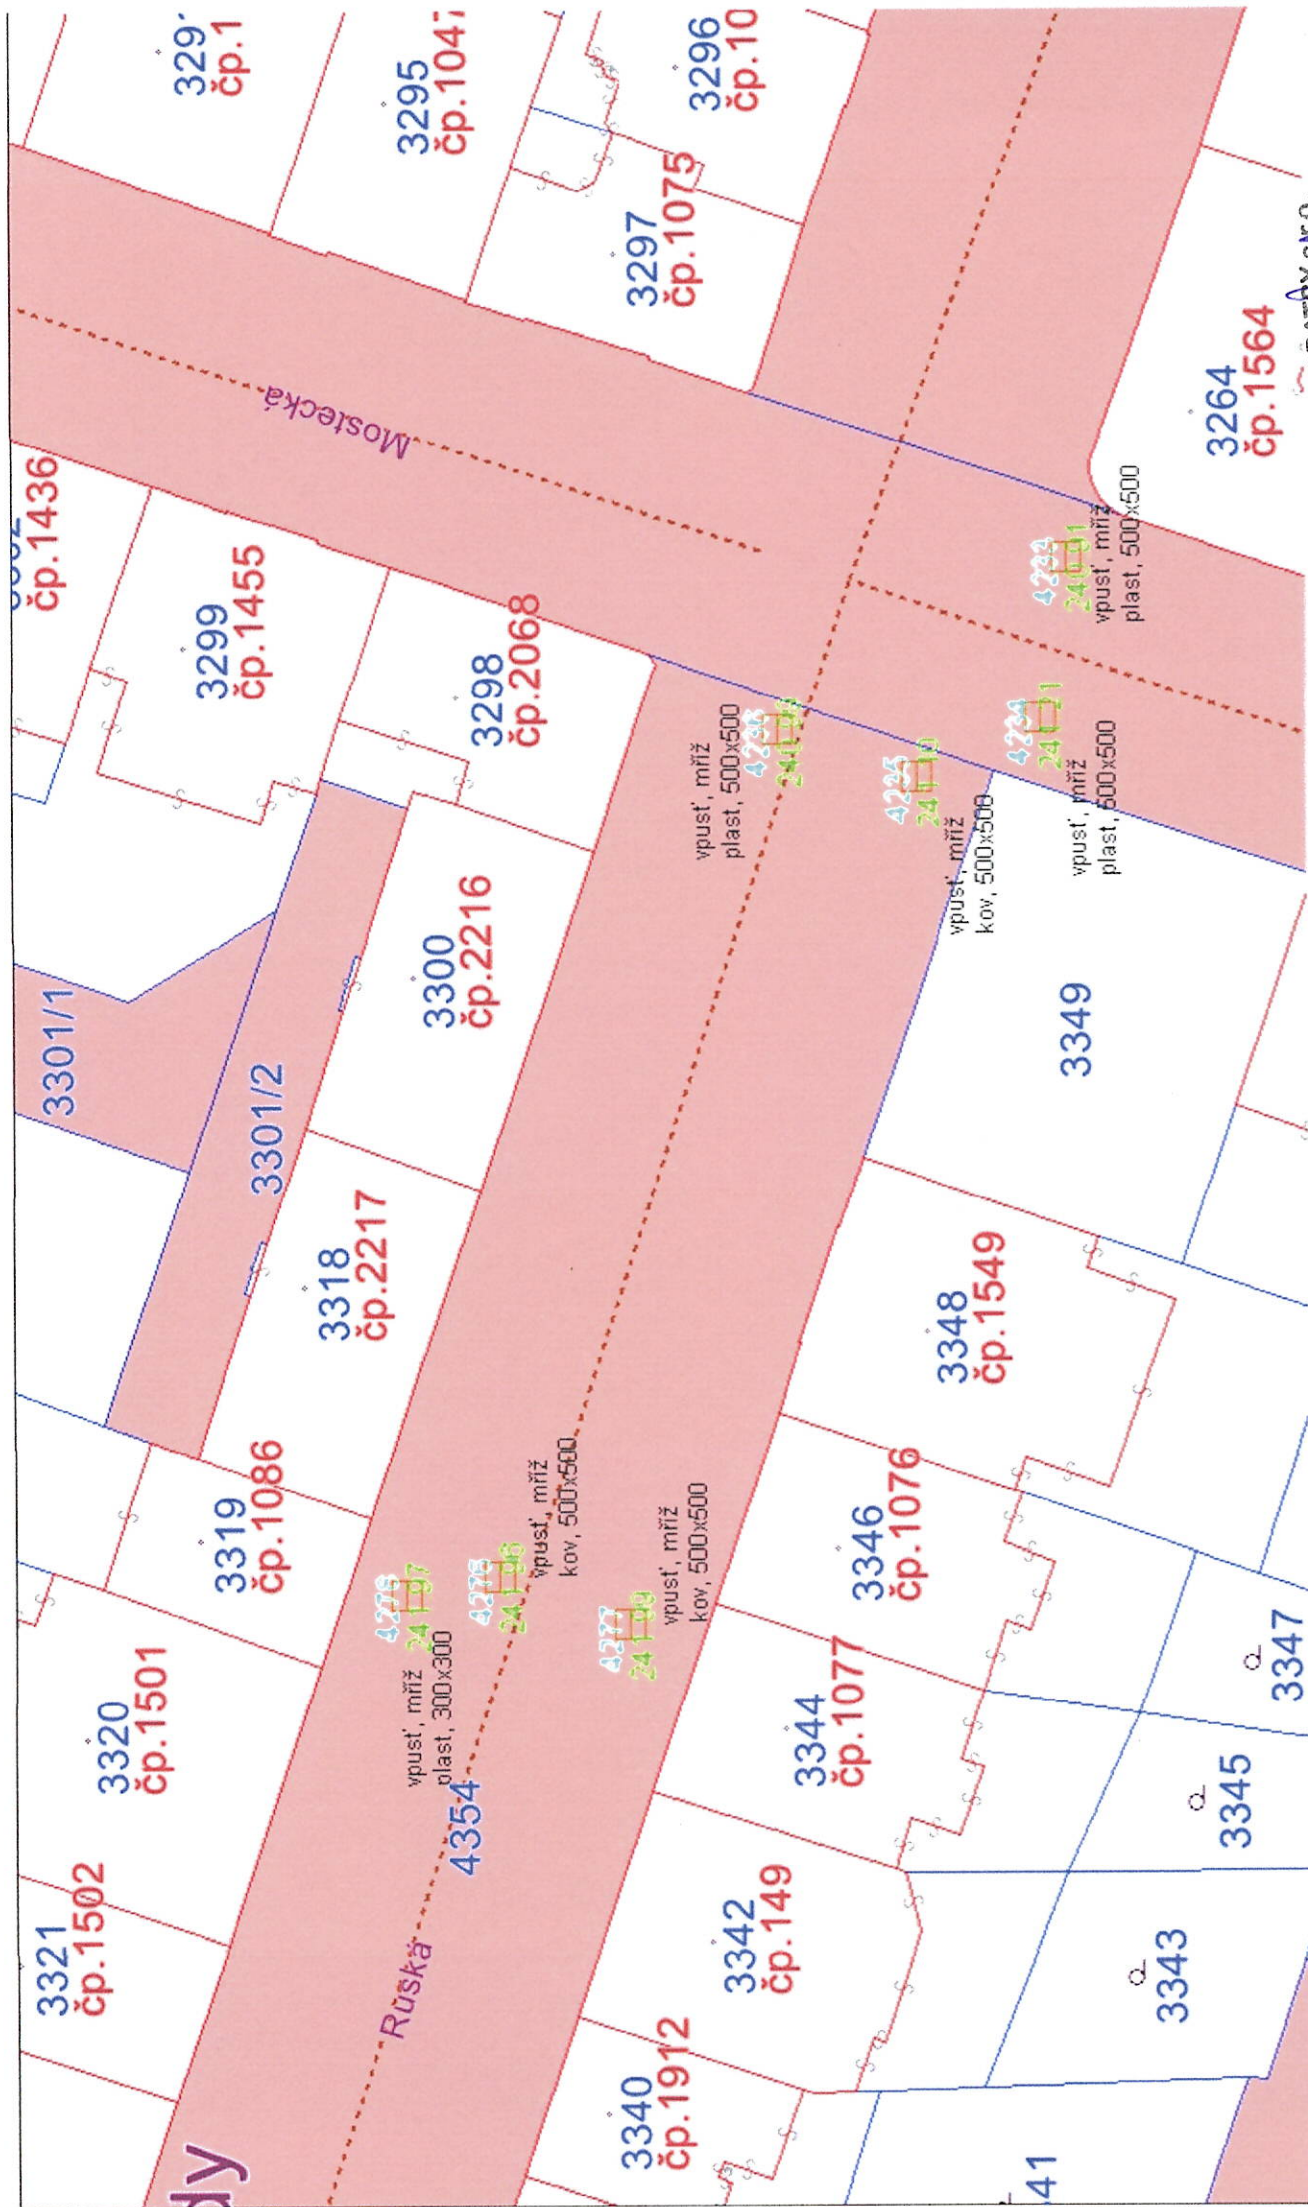 3321
čp.1502
3320
čp.1501
3319
čp.1086
3318
čp.2217
3301/1
3301/2
3300
čp.2216
3299
čp.1455
čp.1436
3298
čp.2068
Mostecká
3295
3297
čp.1075
3296
vpusť, mříž
plast, 300x300
4354
Ruská
vpusť, mříž
kov, 500x500
4277
vpusť, mříž
kov, 500x500
vpusť, mříž
plast, 500x500
vpusť, mříž
kov, 500x500
4234
vpusť, mříž
plast, 500x500
4233
vpusť, mříž
plast, 500x500
3264
čp.1564
3349
3348
čp.1549
3346
čp.1076
3344
čp.1077
3342
čp.149
3340
čp.1912
3347
3345
3343